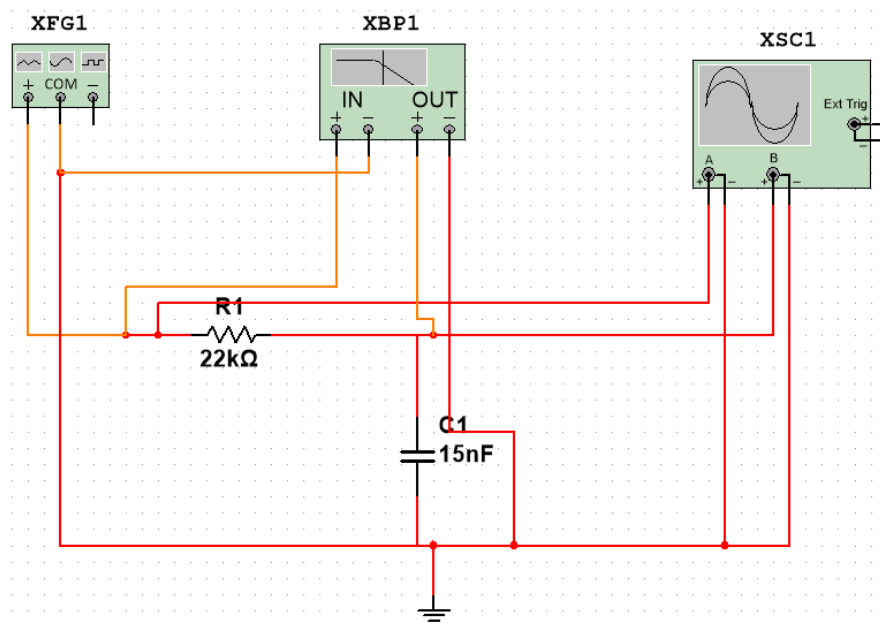 XFG1
XBP1
XSC1
+ COM −
IN OUT
+ − + −
Ext Trig
+
−
A B
+ − + −
R1
22kΩ
C1
15nF